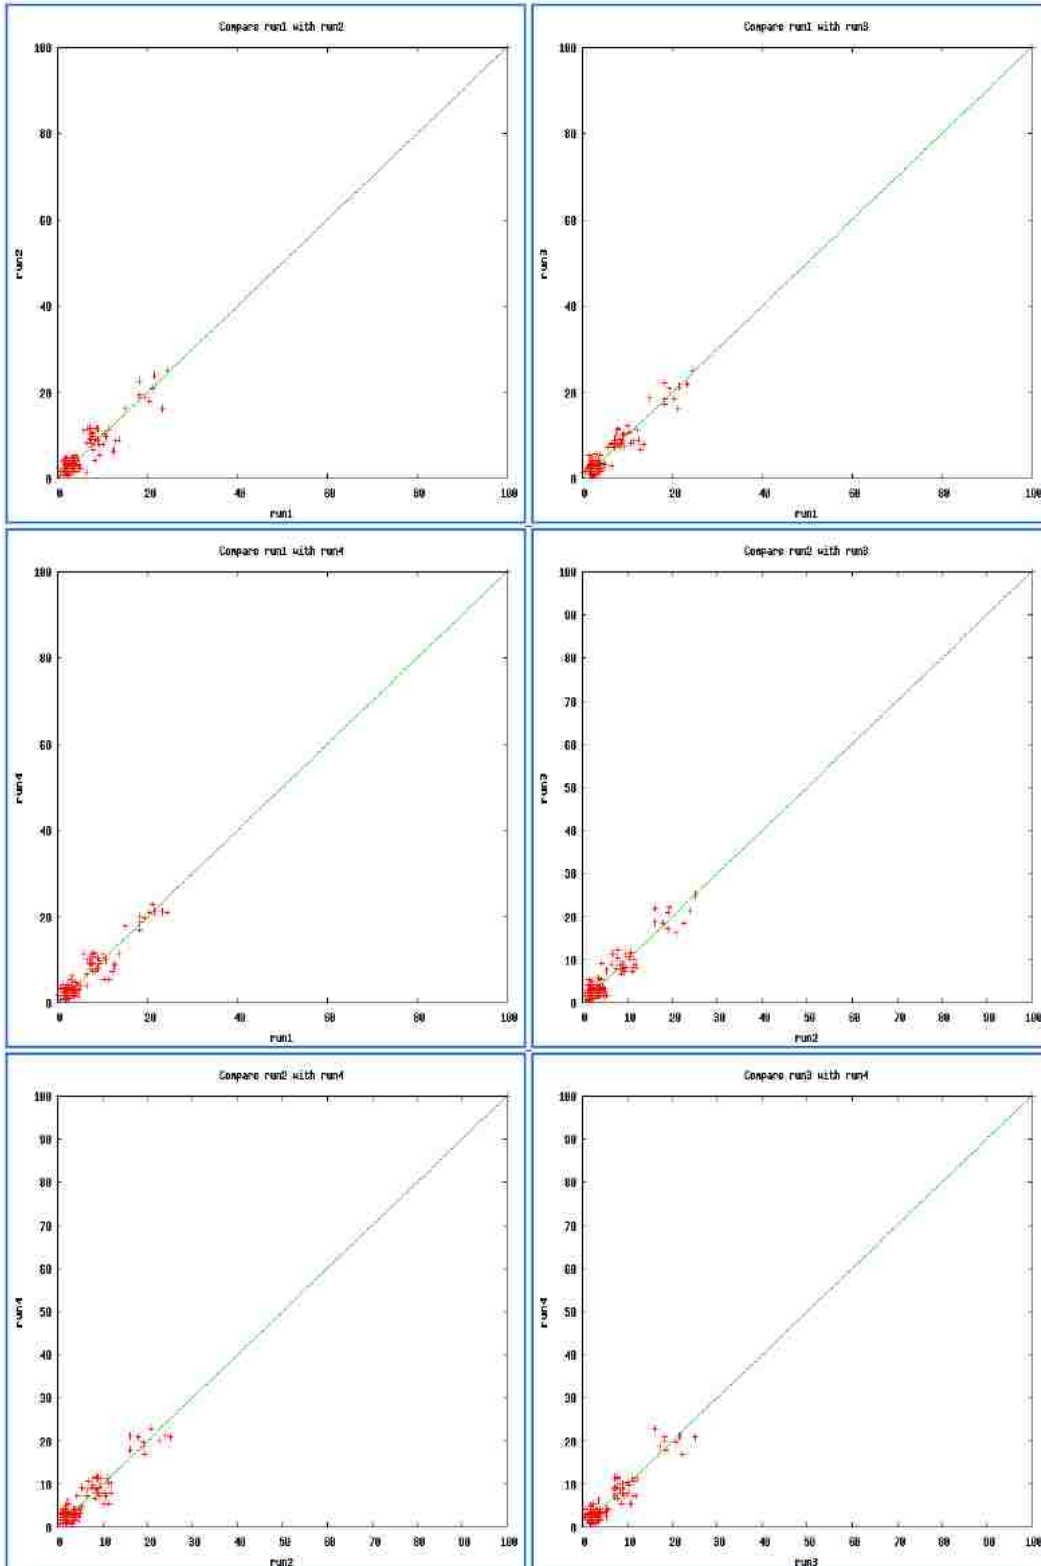 Compare run1 with run2
100
80
60
40
20
0
run2
0 20 40 60 80 100
run1
Compare run1 with run3
100
80
60
40
20
0
run3
0 20 40 60 80 100
run1
Compare run1 with run4
100
80
60
40
20
0
run4
0 20 40 60 80 100
run1
Compare run2 with run3
100
90
80
70
60
50
40
30
20
10
0
run3
0 10 20 30 40 50 60 70 80 90 100
run2
Compare run2 with run4
100
90
80
70
60
50
40
30
20
10
0
run4
0 10 20 30 40 50 60 70 80 90 100
run2
Compare run3 with run4
100
90
80
70
60
50
40
30
20
10
0
run4
0 10 20 30 40 50 60 70 80 90 100
run3